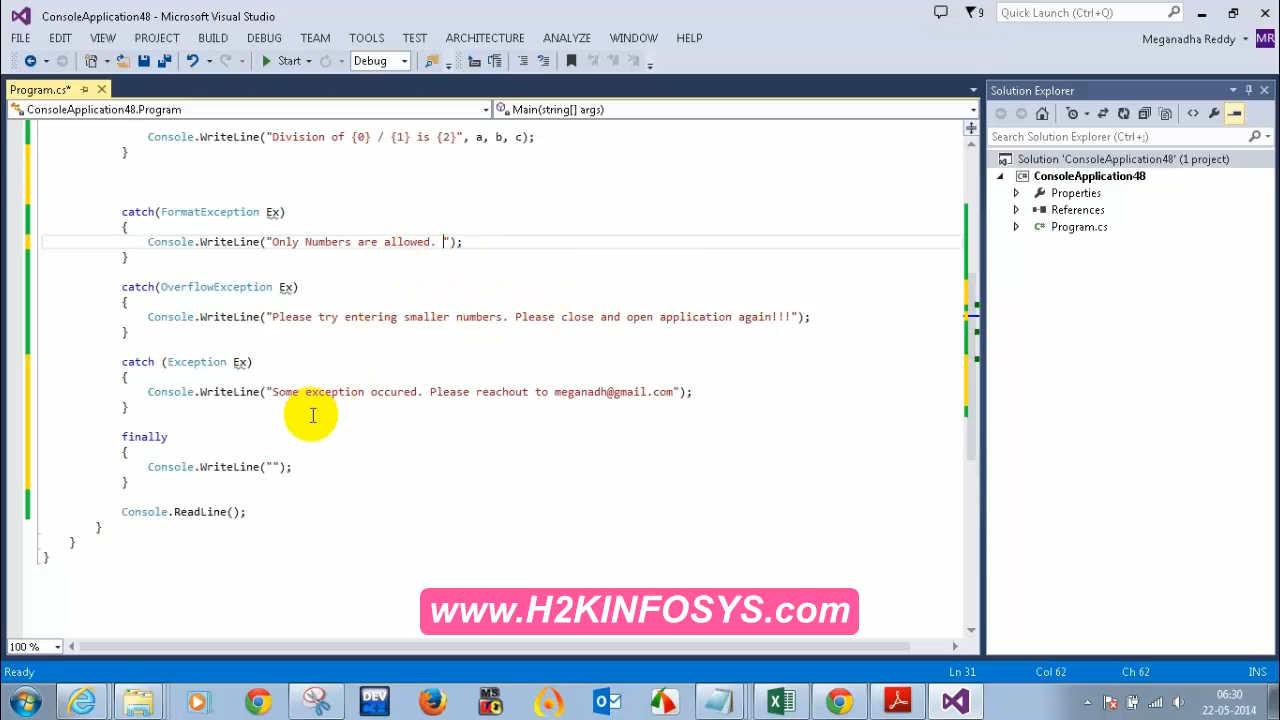 ConsoleApplication48 - Microsoft Visual Studio
9
Quick Launch (Ctrl+Q)
FILE EDIT VIEW PROJECT BUILD DEBUG TEAM TOOLS TEST ARCHITECTURE ANALYZE WINDOW HELP
Meganadha Reddy MR
Start Debug
Program.cs*
ConsoleApplication48.Program
Main(string[] args)
Console.WriteLine("Division of {0} / {1} is {2}", a, b, c);
}
catch(FormatException Ex)
{
Console.WriteLine("Only Numbers are allowed. ");
}
catch(OverflowException Ex)
{
Console.WriteLine("Please try entering smaller numbers. Please close and open application again!!!");
}
catch (Exception Ex)
{
Console.WriteLine("Some exception occured. Please reachout to meganadh@gmail.com");
}
finally
{
Console.WriteLine("");
}
Console.ReadLine();
}
}
}
Solution Explorer
Search Solution Explorer (Ctrl+;)
Solution 'ConsoleApplication48' (1 project)
C# ConsoleApplication48
Properties
References
C# Program.cs
www.H2KINFOSYS.com
100 %
Ready
Ln 31 Col 62 Ch 62 INS
DEV
MS
06:30
22-05-2014